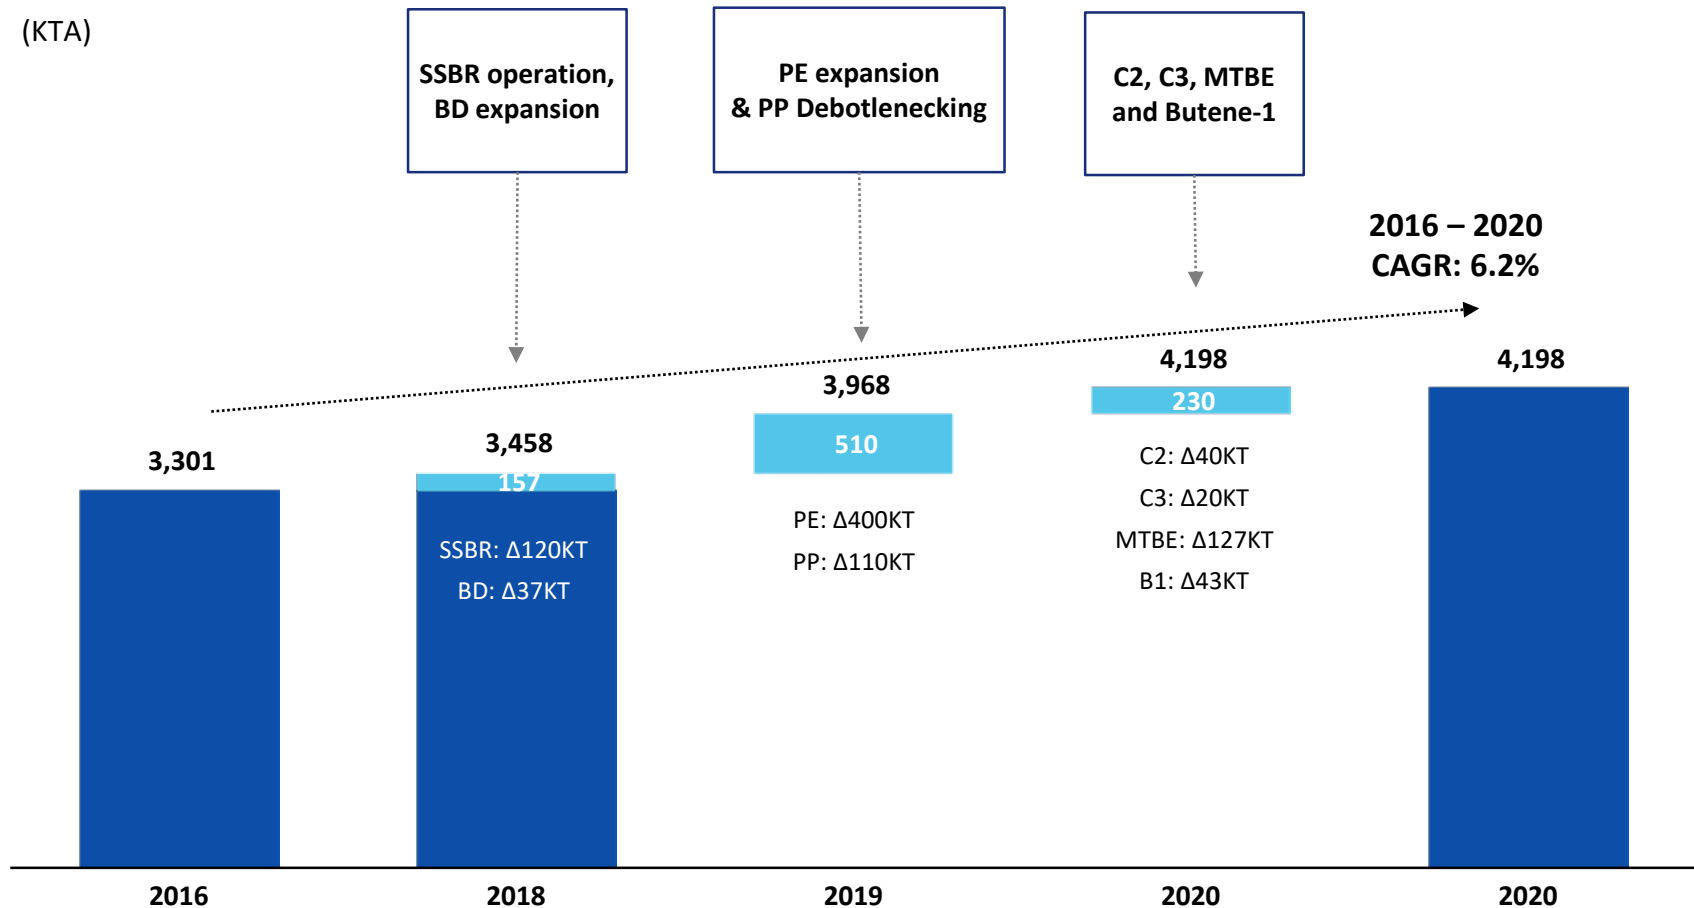 (KTA)
SSBR operation,
BD expansion
PE expansion
& PP Debotlenecking
C2, C3, MTBE
and Butene-1
2016 – 2020
CAGR: 6.2%
3,301
3,458
157
SSBR: Δ120KT
BD: Δ37KT
3,968
510
PE: Δ400KT
PP: Δ110KT
4,198
230
C2: Δ40KT
C3: Δ20KT
MTBE: Δ127KT
B1: Δ43KT
4,198
2016
2018
2019
2020
2020